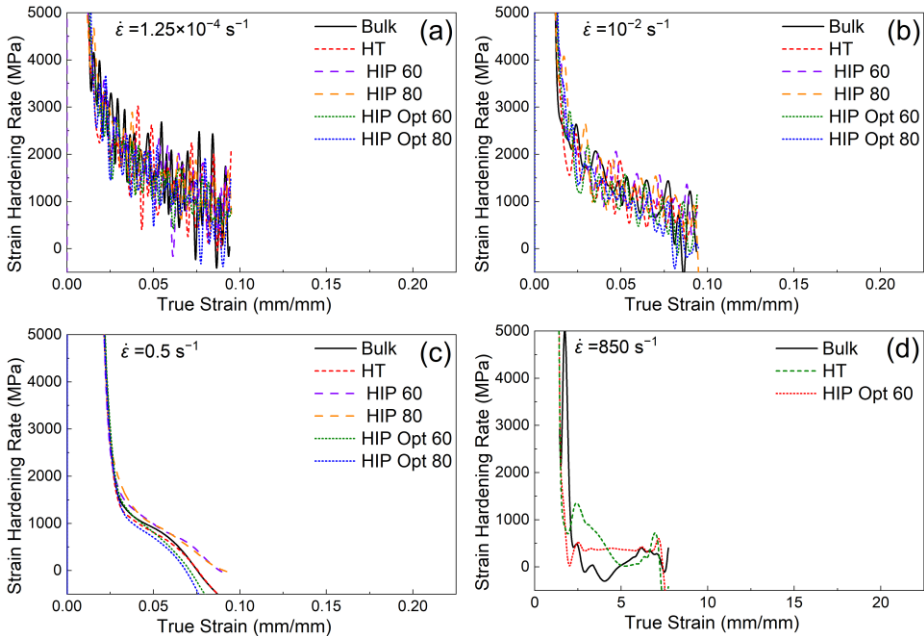 ε̇ =1.25×10⁻⁴ s⁻¹
(a)
Bulk
HT
HIP 60
HIP 80
HIP Opt 60
HIP Opt 80
Strain Hardening Rate (MPa)
5000
4000
3000
2000
1000
0
0.00 0.05 0.10 0.15 0.20
True Strain (mm/mm)
ε̇ =10⁻² s⁻¹
(b)
Bulk
HT
HIP 60
HIP 80
HIP Opt 60
HIP Opt 80
Strain Hardening Rate (MPa)
5000
4000
3000
2000
1000
0
0.00 0.05 0.10 0.15 0.20
True Strain (mm/mm)
ε̇ =0.5 s⁻¹
(c)
Bulk
HT
HIP 60
HIP 80
HIP Opt 60
HIP Opt 80
Strain Hardening Rate (MPa)
5000
4000
3000
2000
1000
0
0.00 0.05 0.10 0.15 0.20
True Strain (mm/mm)
ε̇ =850 s⁻¹
(d)
Bulk
HT
HIP Opt 60
Strain Hardening Rate (MPa)
5000
4000
3000
2000
1000
0
0 5 10 15 20
True Strain (mm/mm)